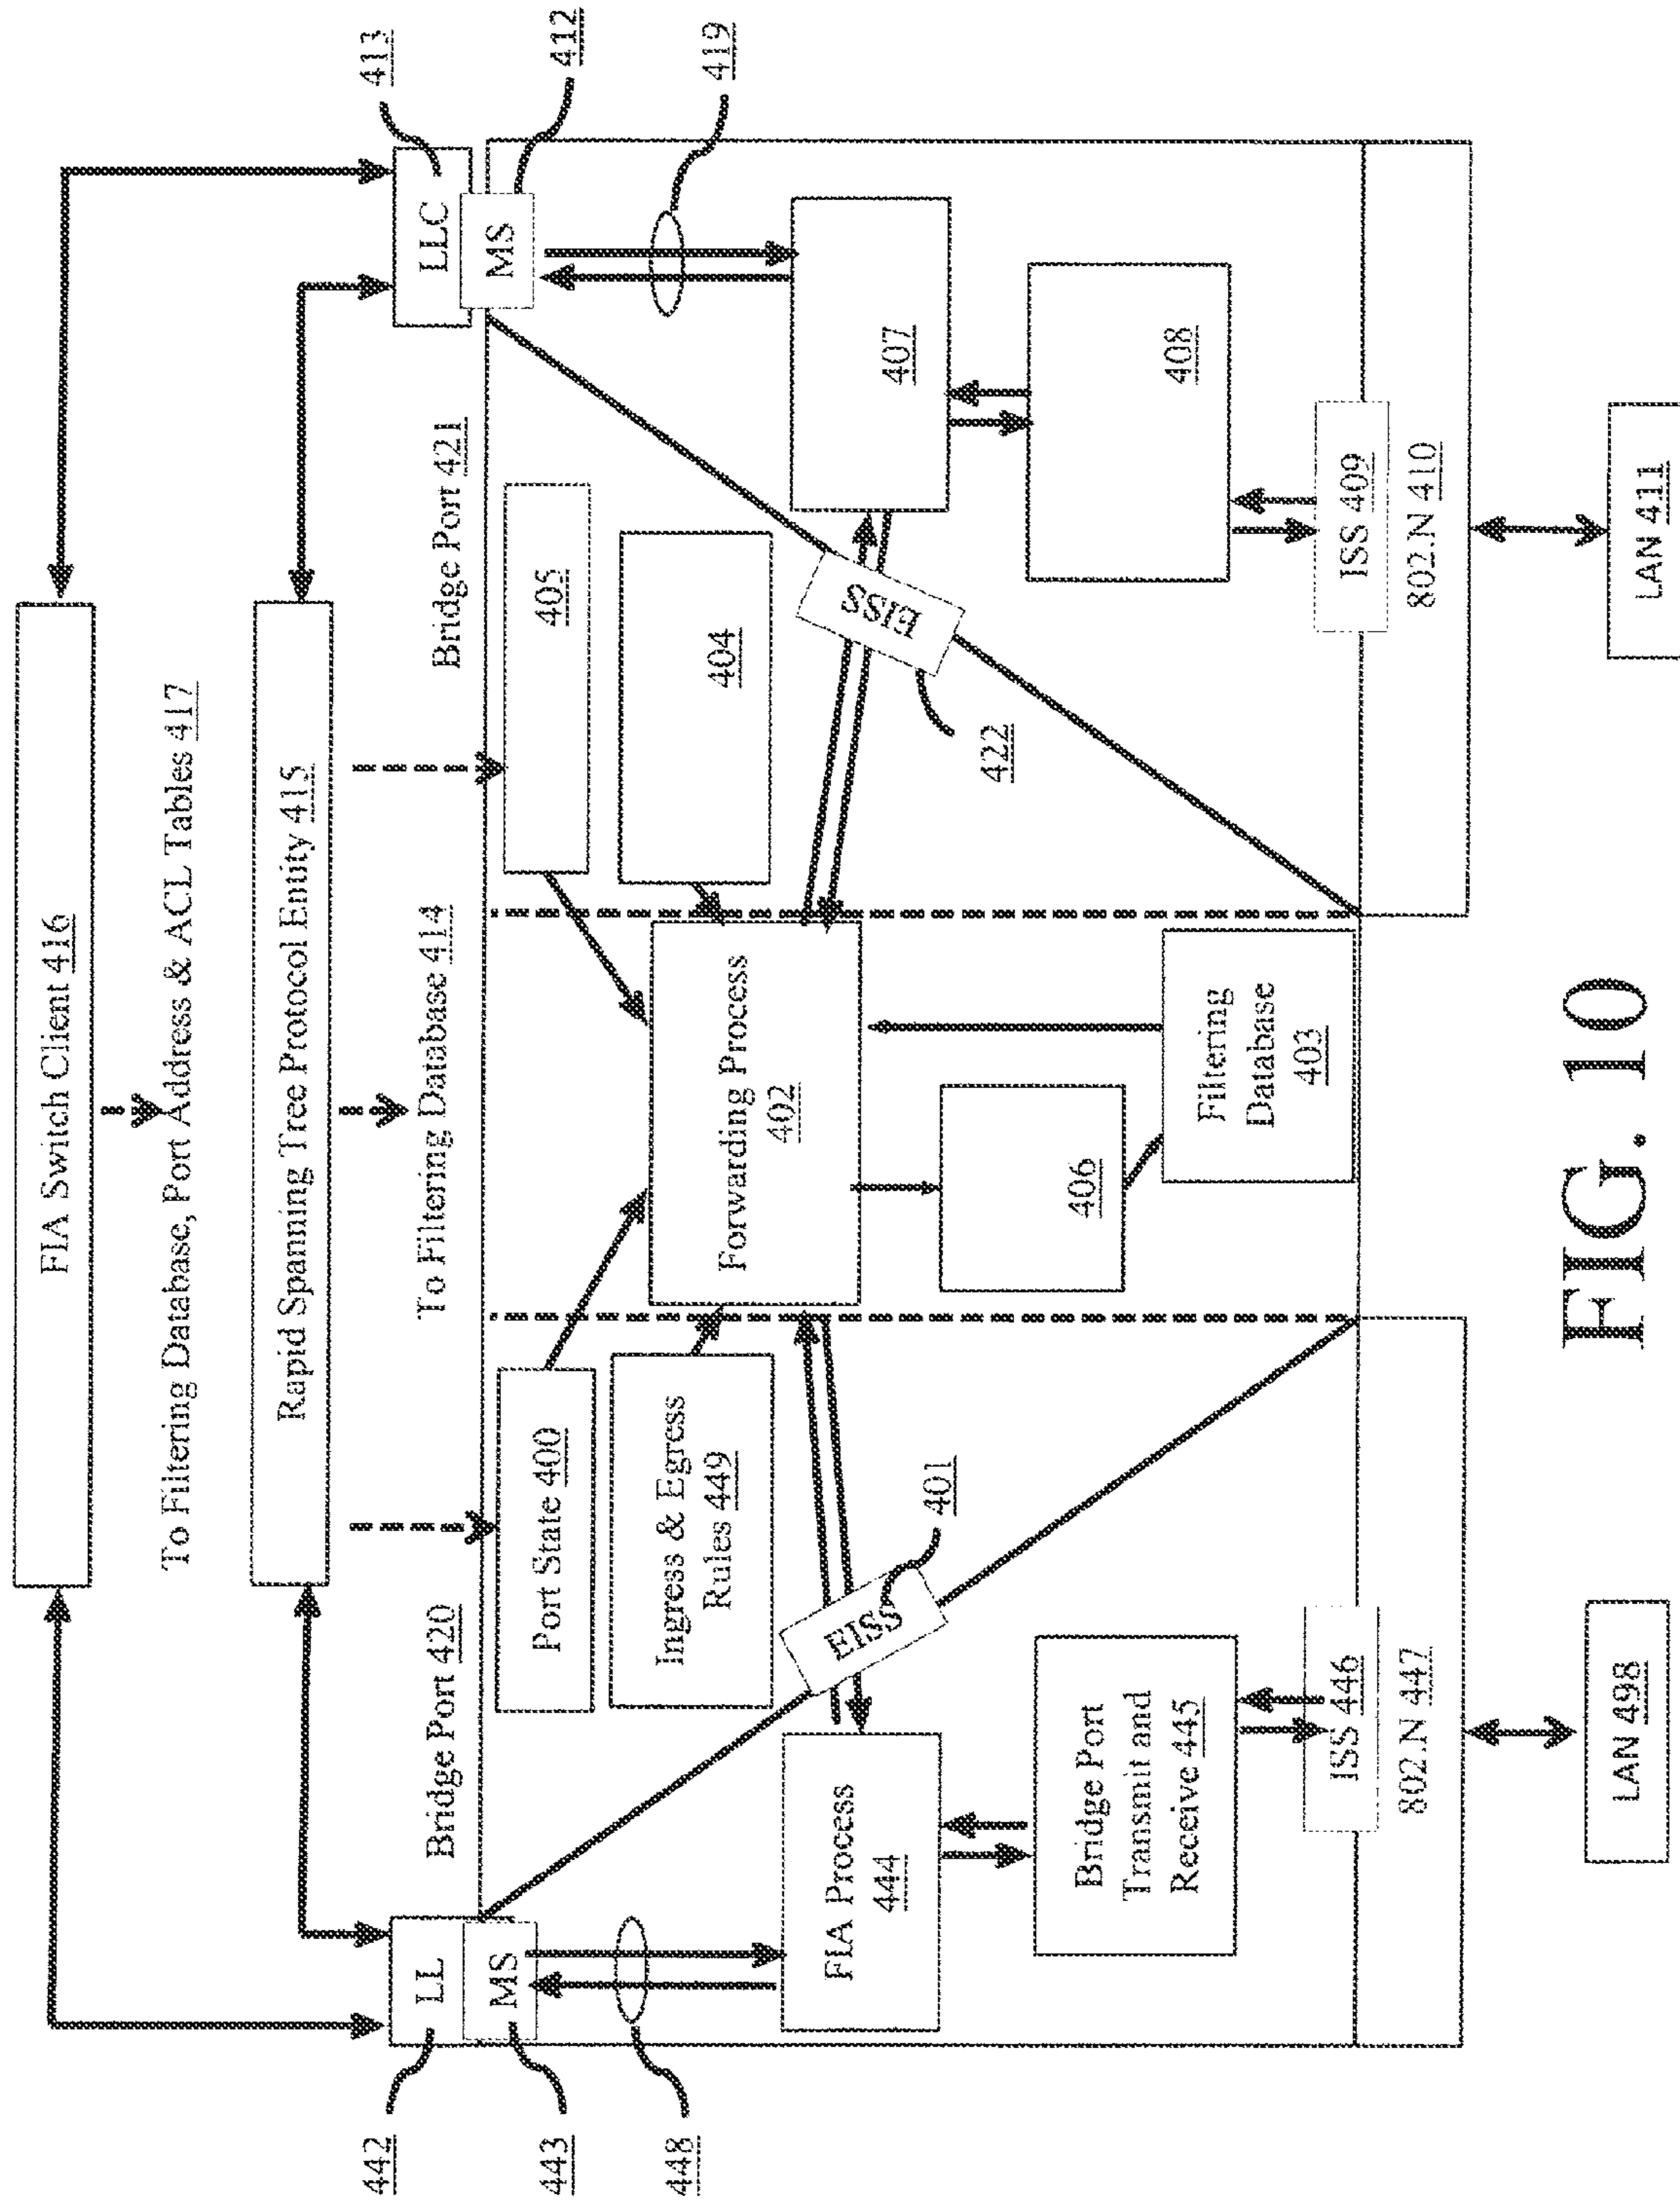 FIA Switch Client 416
To Filtering Database, Port Address & ACL Tables 417
Rapid Spanning Tree Protocol Entity 415
To Filtering Database 414
442
443
448
LL
MS
Bridge Port 420
Bridge Port 421
LLC
MS
413
412
419
Port State 400
405
Ingress & Egress
Rules 449
404
Forwarding Process
402
EISS
401
EISS
422
FIA Process
444
407
Bridge Port
Transmit and
Receive 445
406
408
Filtering
Database
403
ISS 446
ISS 409
802.N 447
802.N 410
LAN 498
LAN 411
FIG. 10